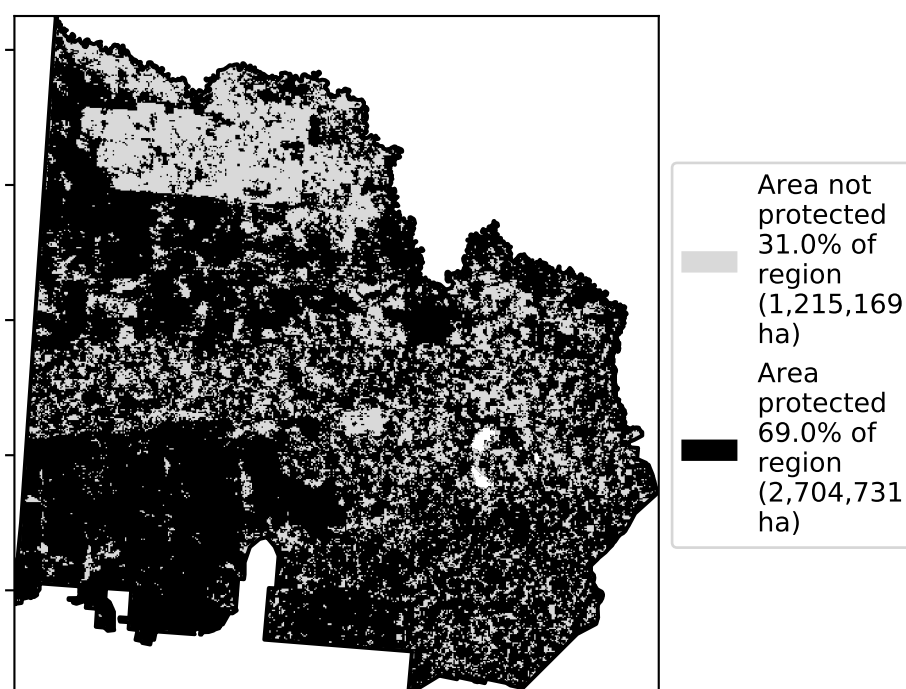 Area not
protected
31.0% of
region
(1,215,169
ha)
Area
protected
69.0% of
region
(2,704,731
ha)